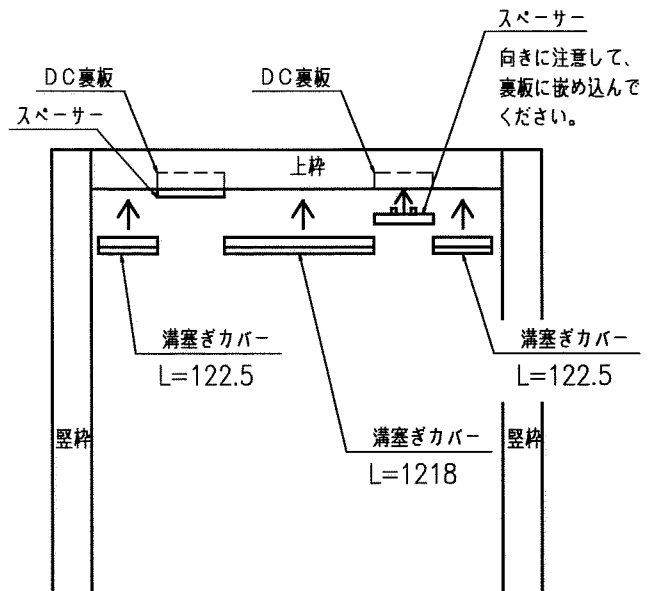 スペーサー
向きに注意して、
裏板に嵌め込んで
ください。
DC裏板
DC裏板
スペーサー
上枠
溝塞ぎカバー
L=122.5
溝塞ぎカバー
L=122.5
竪枠
溝塞ぎカバー
L=1218
竪枠